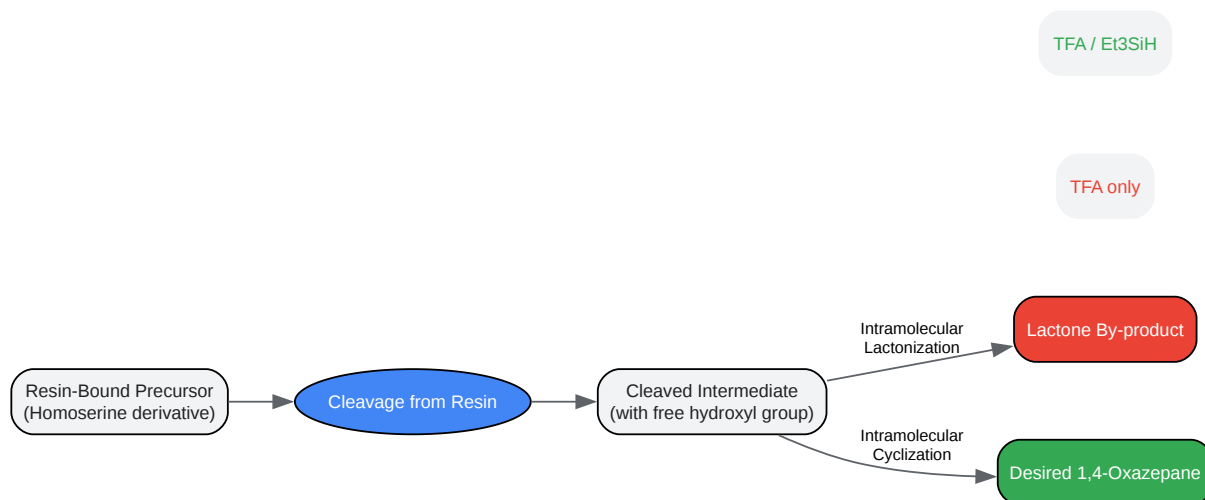 TFA / Et3SiH
TFA only
Intramolecular
Lactonization
Lactone By-product
Resin-Bound Precursor
(Homoserine derivative)
Cleavage from Resin
Cleaved Intermediate
(with free hydroxyl group)
Intramolecular
Cyclization
Desired 1,4-Oxazepane